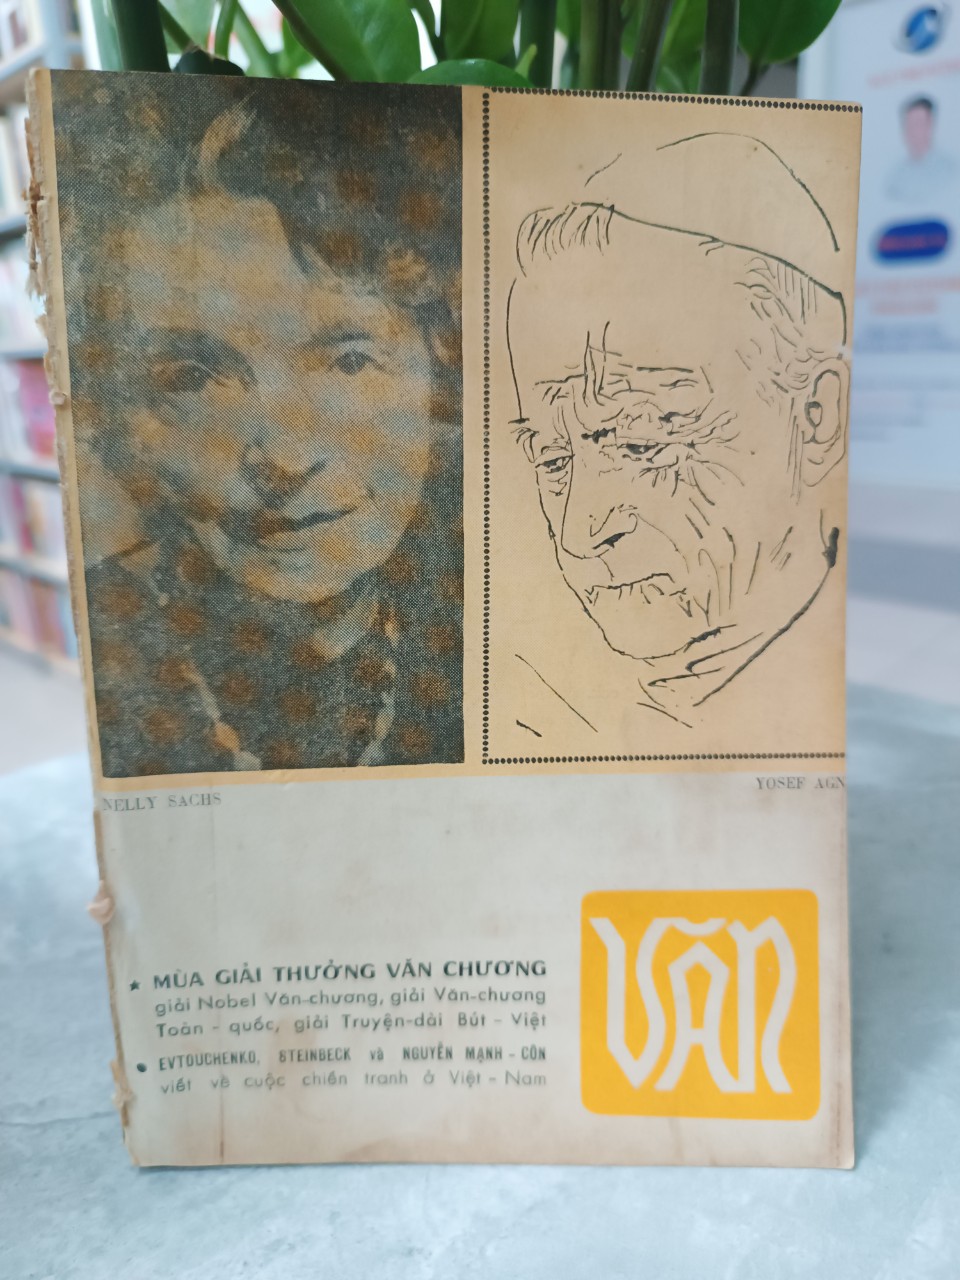 NELLY SACHS
YOSEF AGN
VĂN
★ MÙA GIẢI THƯỞNG VĂN CHƯƠNG
giải Nobel Văn-chương, giải Văn-chương
Toàn - quốc, giải Truyện-dài Bút - Việt
● EVTOUCHENKO, STEINBECK và NGUYỄN MẠNH - CÔN
viết về cuộc chiến tranh ở Việt - Nam